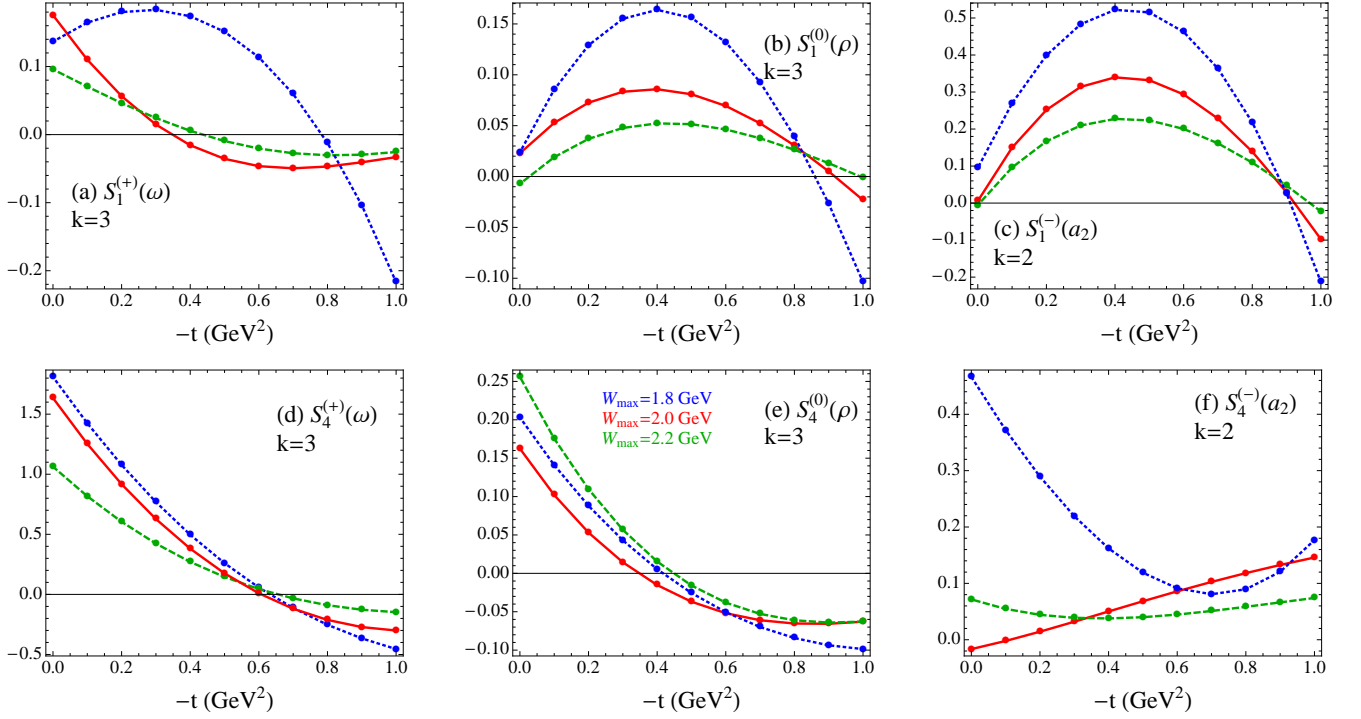 0.1
0.0
−0.1
−0.2
(a) S₁⁽⁺⁾(ω)
k=3
0.0 0.2 0.4 0.6 0.8 1.0
−t (GeV²)
0.15
0.10
0.05
0.00
−0.05
−0.10
(b) S₁⁽⁰⁾(ρ)
k=3
0.0 0.2 0.4 0.6 0.8 1.0
−t (GeV²)
0.5
0.4
0.3
0.2
0.1
0.0
−0.1
−0.2
(c) S₁⁽⁻⁾(a₂)
k=2
0.0 0.2 0.4 0.6 0.8 1.0
−t (GeV²)
1.5
1.0
0.5
0.0
−0.5
(d) S₄⁽⁺⁾(ω)
k=3
0.0 0.2 0.4 0.6 0.8 1.0
−t (GeV²)
0.25
0.20
0.15
0.10
0.05
0.00
−0.05
−0.10
W_max=1.8 GeV
W_max=2.0 GeV
W_max=2.2 GeV
(e) S₄⁽⁰⁾(ρ)
k=3
0.0 0.2 0.4 0.6 0.8 1.0
−t (GeV²)
0.4
0.3
0.2
0.1
0.0
(f) S₄⁽⁻⁾(a₂)
k=2
0.0 0.2 0.4 0.6 0.8 1.0
−t (GeV²)